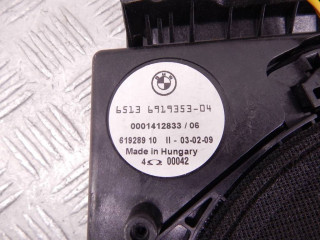 6513 6919353-04
0001412833 / 06
619289 10 II - 03-02-09
Made in Hungary
00042